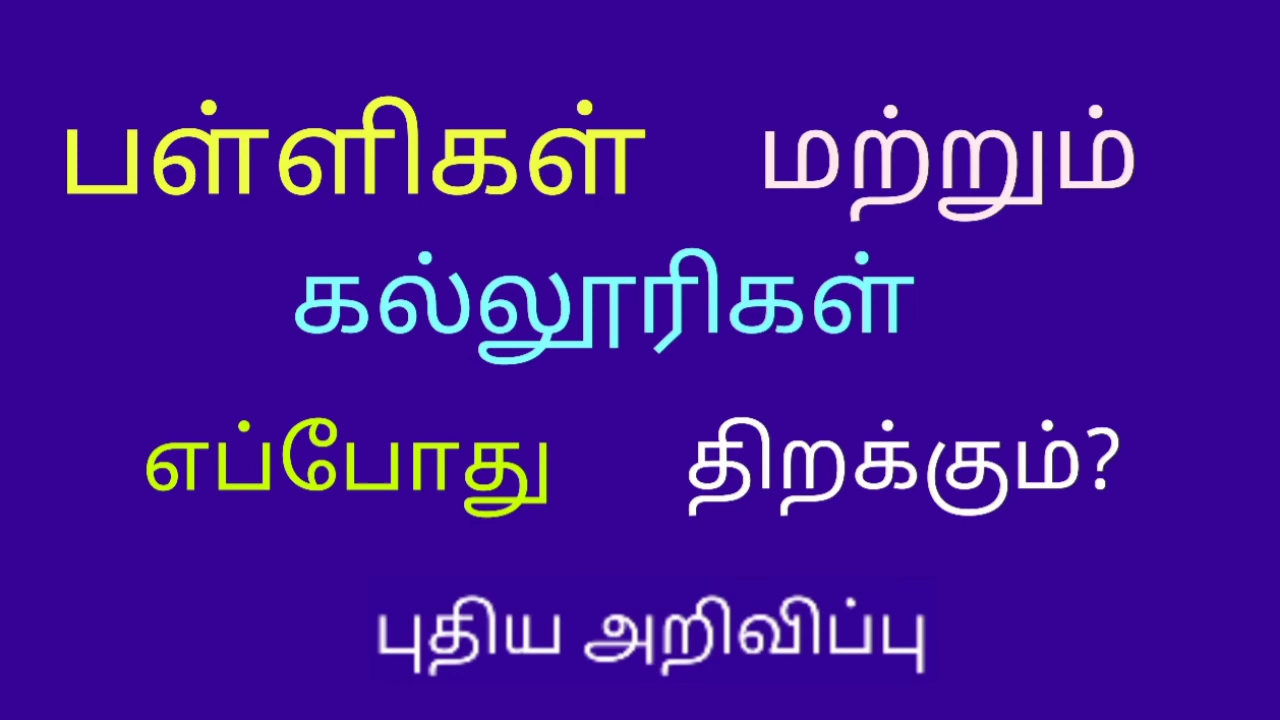 பள்ளிகள் மற்றும்
கல்லூரிகள்
எப்போது திறக்கும்?
புதிய அறிவிப்பு